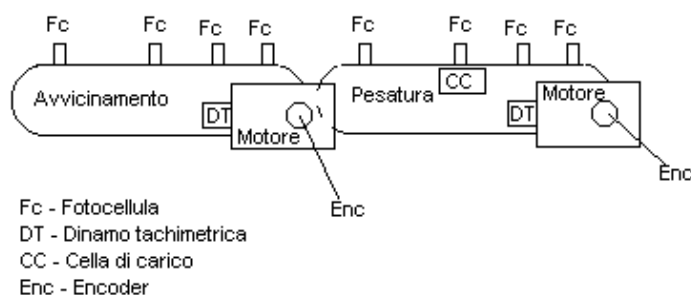 Fc Fc Fc Fc Fc Fc Fc Fc
Avvicinamento Pesatura CC Motore
DT Motore DT
Enc
Enc
Fc - Fotocellula
DT - Dinamo tachimetrica
CC - Cella di carico
Enc - Encoder